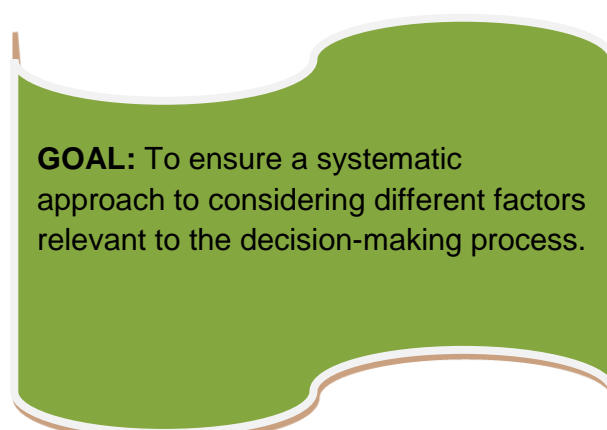 GOAL: To ensure a systematic
approach to considering different factors
relevant to the decision-making process.